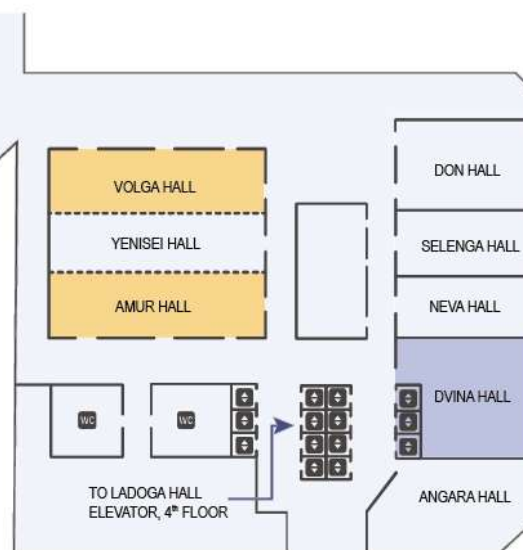 DON HALL
VOLGA HALL
YENISEI HALL
SELENGA HALL
AMUR HALL
NEVA HALL
DVINA HALL
WC
WC
TO LADOGA HALL
ELEVATOR, 4th FLOOR
ANGARA HALL